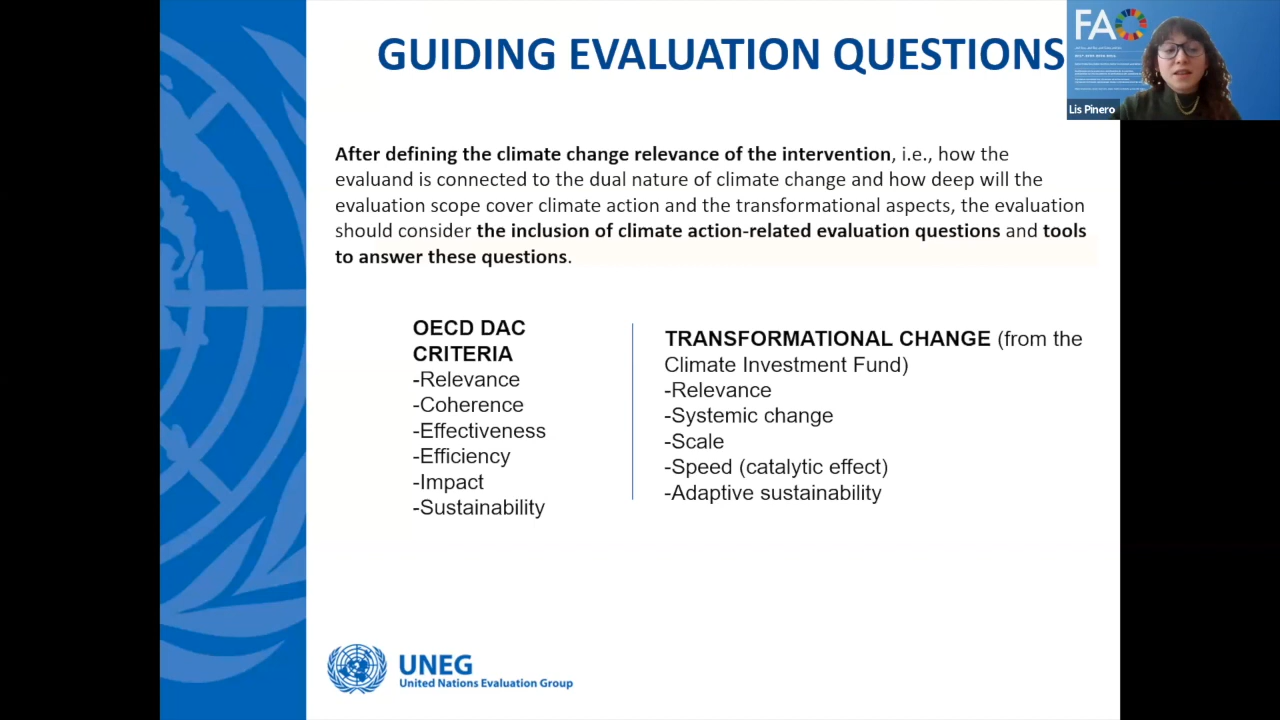 GUIDING EVALUATION QUESTIONS
FAO
Lis Pinero
After defining the climate change relevance of the intervention, i.e., how the
evaluand is connected to the dual nature of climate change and how deep will the
evaluation scope cover climate action and the transformational aspects, the evaluation
should consider the inclusion of climate action-related evaluation questions and tools
to answer these questions.
OECD DAC
CRITERIA
-Relevance
-Coherence
-Effectiveness
-Efficiency
-Impact
-Sustainability
TRANSFORMATIONAL CHANGE (from the
Climate Investment Fund)
-Relevance
-Systemic change
-Scale
-Speed (catalytic effect)
-Adaptive sustainability
UNEG
United Nations Evaluation Group